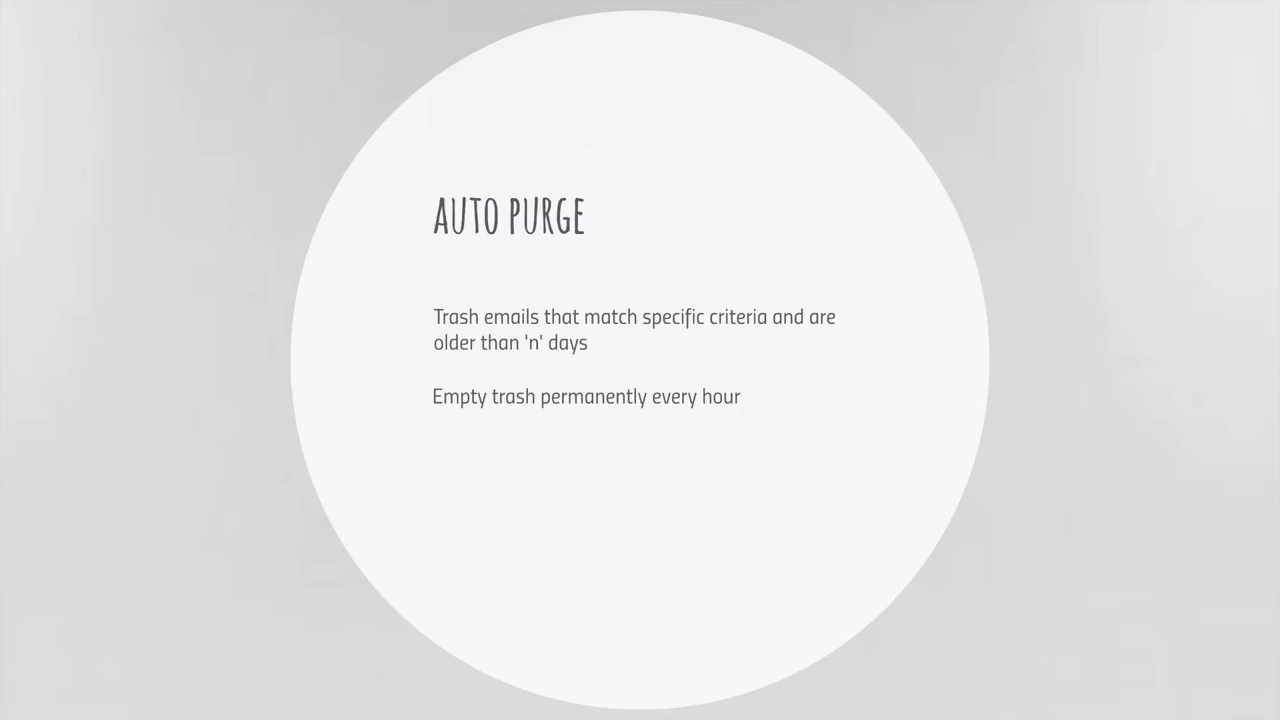 AUTO PURGE
Trash emails that match specific criteria and are
older than 'n' days
Empty trash permanently every hour